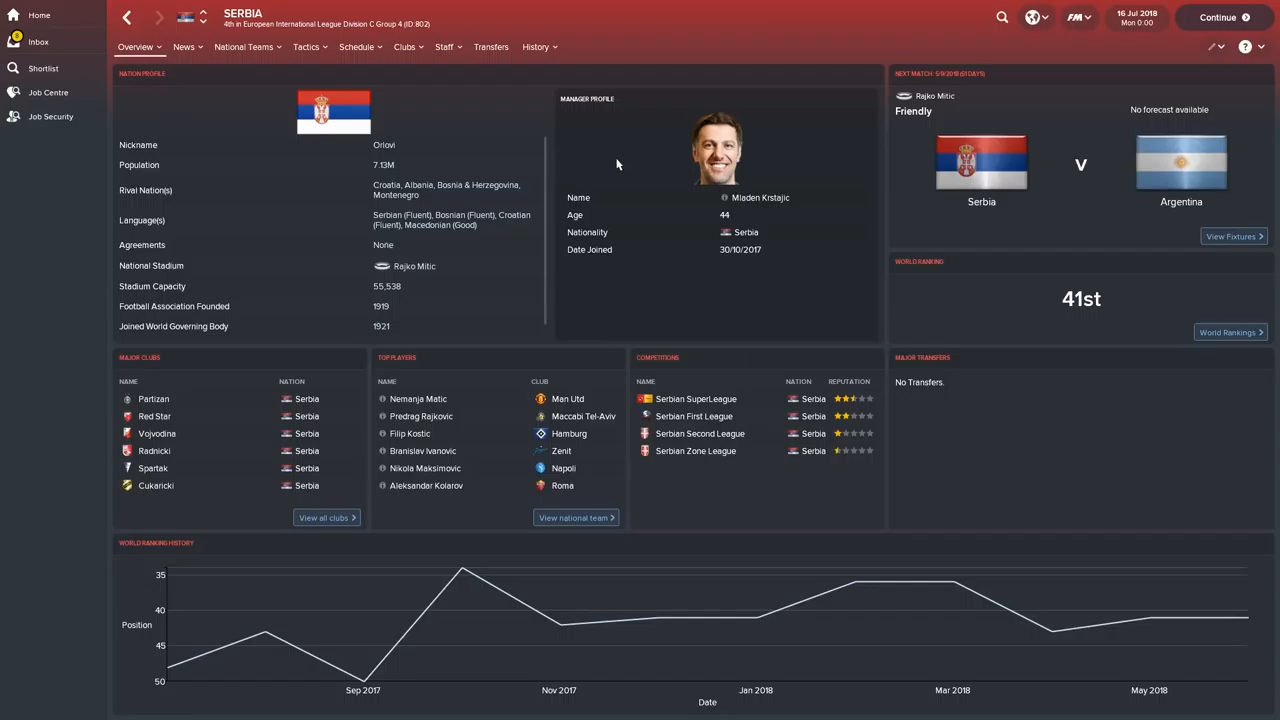 Home
8
Inbox
Shortlist
Job Centre
Job Security
SERBIA
4th in European International League Division C Group 4 (ID:802)
FM
16 Jul 2018
Mon 0:00
Continue
Overview
News
National Teams
Tactics
Schedule
Clubs
Staff
Transfers
History
?
NATION PROFILE
Nickname Orlovi
Population 7.13M
Rival Nation(s) Croatia, Albania, Bosnia & Herzegovina,
Montenegro
Language(s) Serbian (Fluent), Bosnian (Fluent), Croatian
(Fluent), Macedonian (Good)
Agreements None
National Stadium Rajko Mitic
Stadium Capacity 55,538
Football Association Founded 1919
Joined World Governing Body 1921
MANAGER PROFILE
Name Mladen Krstajic
Age 44
Nationality Serbia
Date Joined 30/10/2017
NEXT MATCH: 5/9/2018 (51 DAYS)
Rajko Mitic
Friendly
No forecast available
V
Serbia
Argentina
View Fixtures
WORLD RANKING
41st
World Rankings
MAJOR CLUBS
NAME NATION
Partizan Serbia
Red Star Serbia
Vojvodina Serbia
Radnicki Serbia
Spartak Serbia
Cukaricki Serbia
View all clubs
TOP PLAYERS
NAME CLUB
Nemanja Matic Man Utd
Predrag Rajkovic Maccabi Tel-Aviv
Filip Kostic Hamburg
Branislav Ivanovic Zenit
Nikola Maksimovic Napoli
Aleksandar Kolarov Roma
View national team
COMPETITIONS
NAME NATION REPUTATION
Serbian SuperLeague Serbia
Serbian First League Serbia
Serbian Second League Serbia
Serbian Zone League Serbia
MAJOR TRANSFERS
No Transfers.
WORLD RANKING HISTORY
Position
35
40
45
50
Sep 2017
Nov 2017
Jan 2018
Mar 2018
May 2018
Date